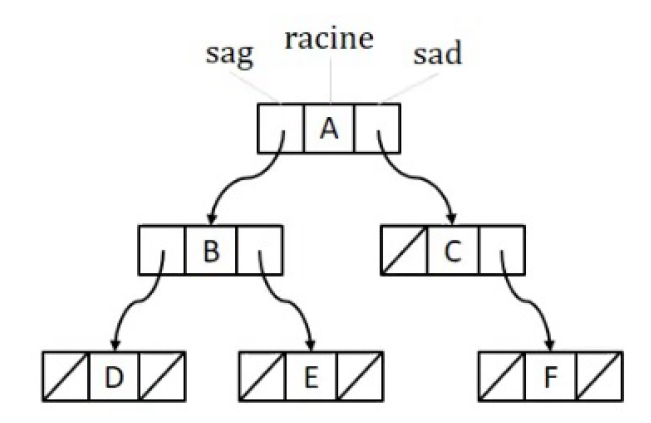 sag racine sad
A
B C
D E F